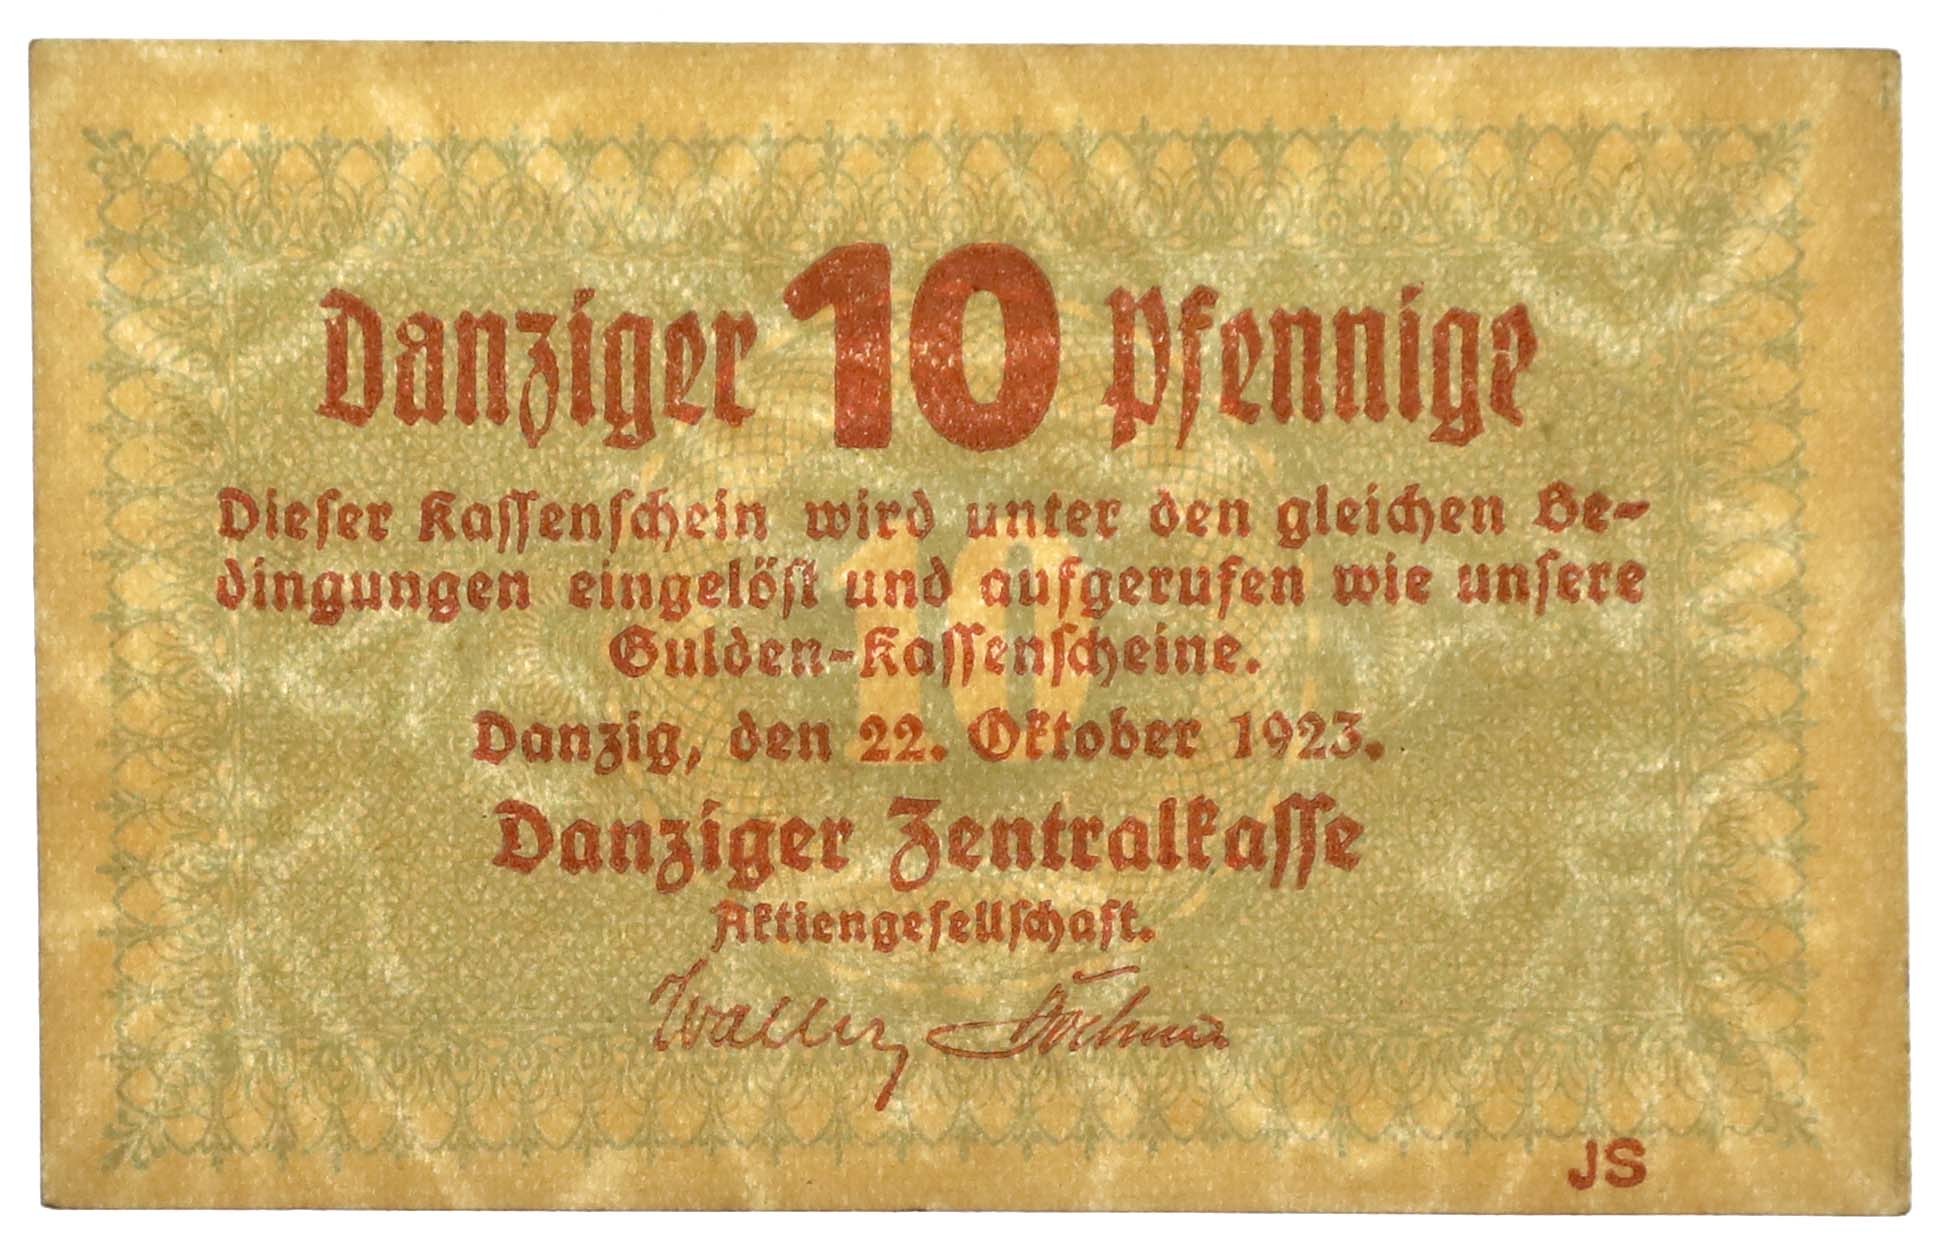 Danziger 10 Pfennige
Dieser Kassenschein wird unter den gleichen Be-
dingungen eingelöst und aufgerufen wie unsere
Gulden-Kassenscheine.
10
Danzig, den 22. Oktober 1923.
Danziger Zentralkasse
Aktiengesellschaft.
JS